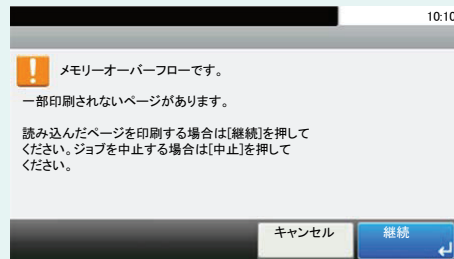 10:10
メモリーオーバーフローです。
一部印刷されないページがあります。
読み込んだページを印刷する場合は[継続]を押して
ください。ジョブを中止する場合は[中止]を押して
ください。
キャンセル
継続